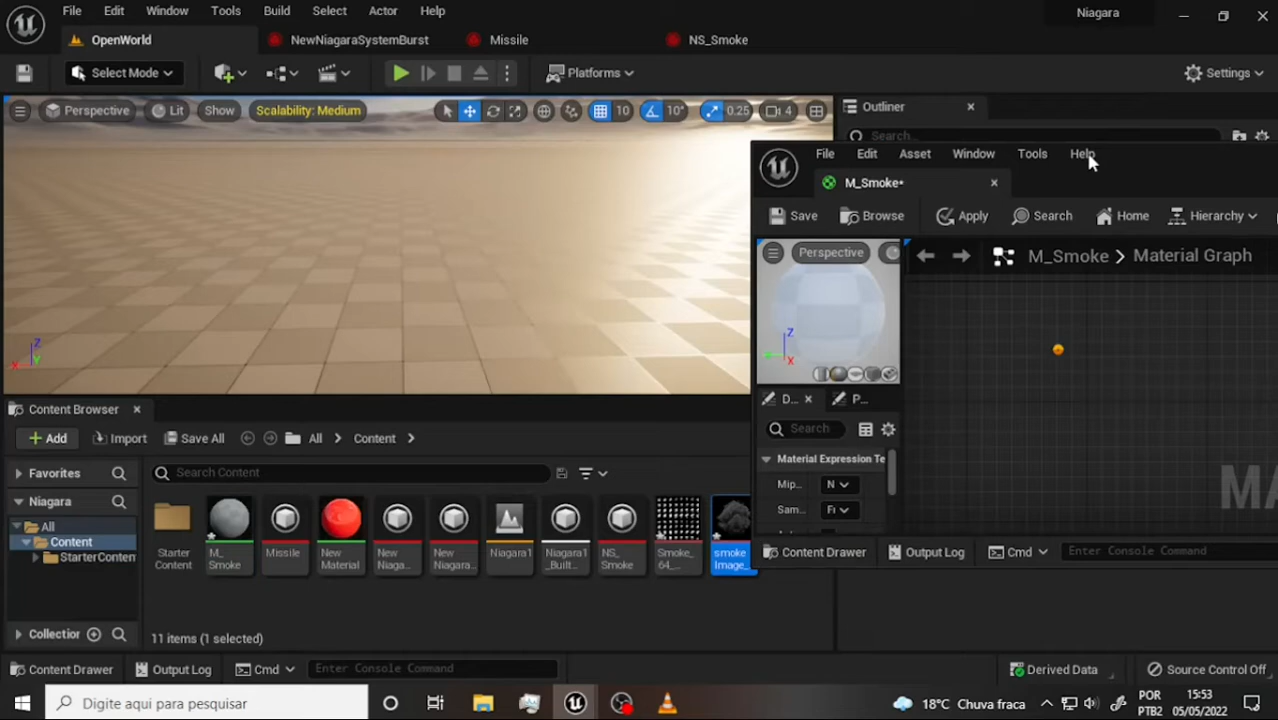 File Edit Window Tools Build Select Actor Help
Niagara
OpenWorld NewNiagaraSystemBurst Missile NS_Smoke
Select Mode Platforms Settings
Perspective Lit Show Scalability: Medium 10 10° 0.25 4
Outliner
Search...
File Edit Asset Window Tools Help
M_Smoke*
Save Browse Apply Search Home Hierarchy
Perspective
M_Smoke Material Graph
Z
X
D... P...
Search
Material Expression Te
Mip... N
Sam... Fi
MA
Content Drawer Output Log Cmd Enter Console Command
Z
X
Y
Content Browser
Add Import Save All All Content
Favorites
Search Content
Niagara
All
Content
StarterConten
Collection
Starter Content
M_ Smoke
Missile
New Material
New Niaga...
New Niagara...
Niagara1
Niagara1 _Built...
NS_ Smoke
Smoke_ 64_...
smoke Image_
11 items (1 selected)
Content Drawer Output Log Cmd Enter Console Command Derived Data Source Control Off
Digite aqui para pesquisar
18°C Chuva fraca
POR 15:53
PTB2 05/05/2022